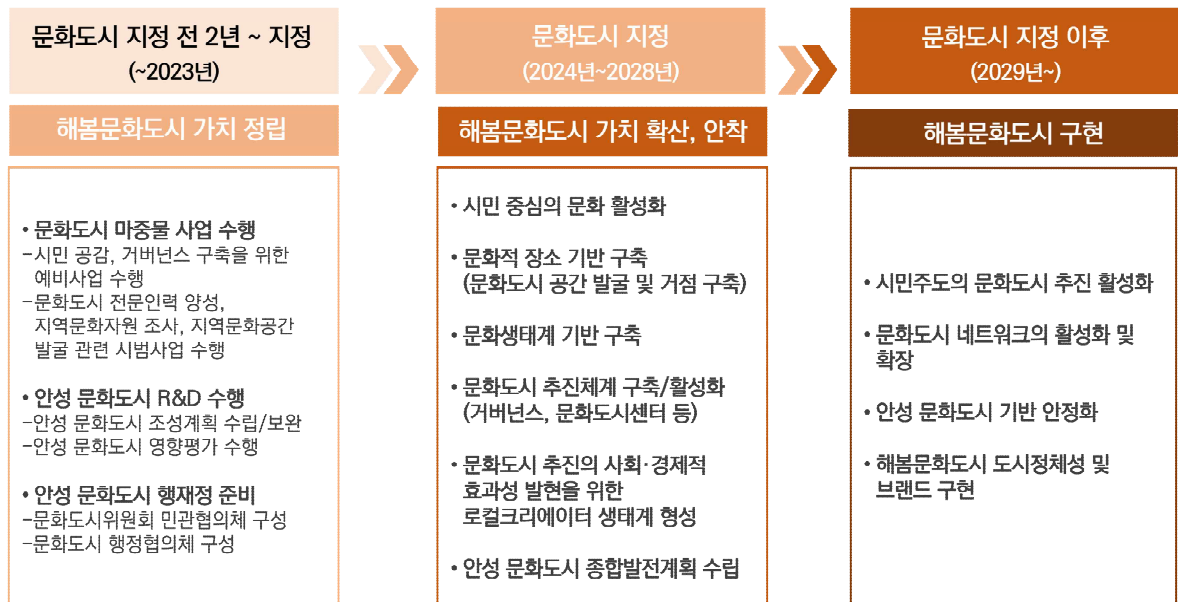 문화도시 지정 전 2년 ~ 지정
(~2023년)
해봄문화도시 가치 정립
• 문화도시 마중물 사업 수행
-시민 공감, 거버넌스 구축을 위한
예비사업 수행
-문화도시 전문인력 양성,
지역문화자원 조사, 지역문화공간
발굴 관련 시범사업 수행
• 안성 문화도시 R&D 수행
-안성 문화도시 조성계획 수립/보완
-안성 문화도시 영향평가 수행
• 안성 문화도시 행재정 준비
-문화도시위원회 민관협의체 구성
-문화도시 행정협의체 구성
문화도시 지정
(2024년~2028년)
해봄문화도시 가치 확산, 안착
• 시민 중심의 문화 활성화
• 문화적 장소 기반 구축
(문화도시 공간 발굴 및 거점 구축)
• 문화생태계 기반 구축
• 문화도시 추진체계 구축/활성화
(거버넌스, 문화도시센터 등)
• 문화도시 추진의 사회·경제적
효과성 발현을 위한
로컬크리에이터 생태계 형성
• 안성 문화도시 종합발전계획 수립
문화도시 지정 이후
(2029년~)
해봄문화도시 구현
• 시민주도의 문화도시 추진 활성화
• 문화도시 네트워크의 활성화 및
확장
• 안성 문화도시 기반 안정화
• 해봄문화도시 도시정체성 및
브랜드 구현